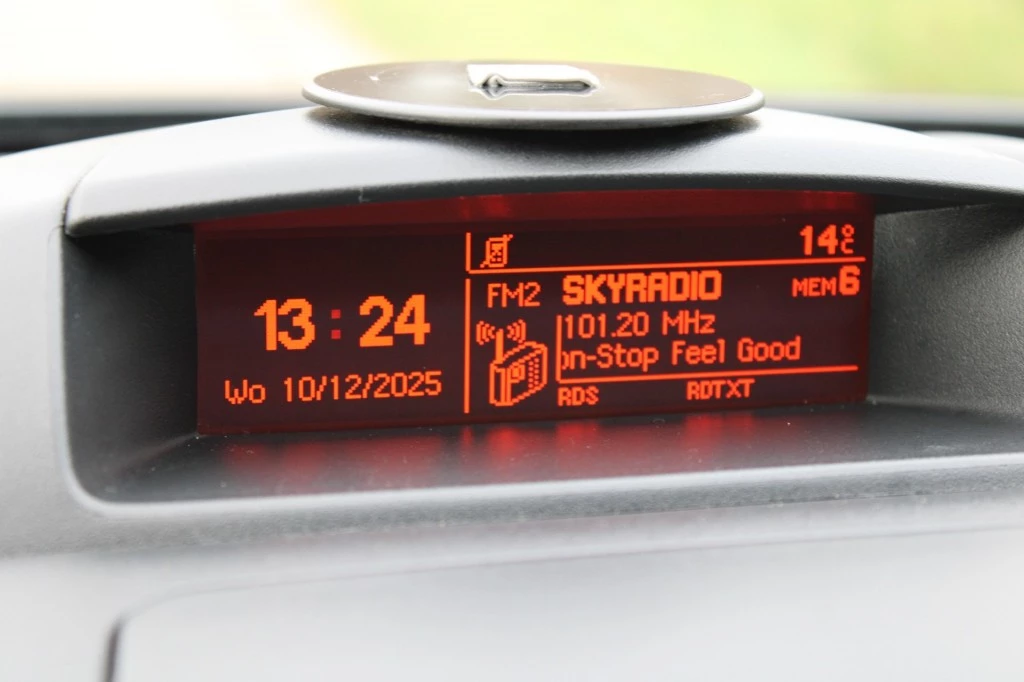 13:24
Wo 10/12/2025
14°C
FM2 SKYRADIO MEM6
101.20 MHz
on-Stop Feel Good
RDS RDTXT